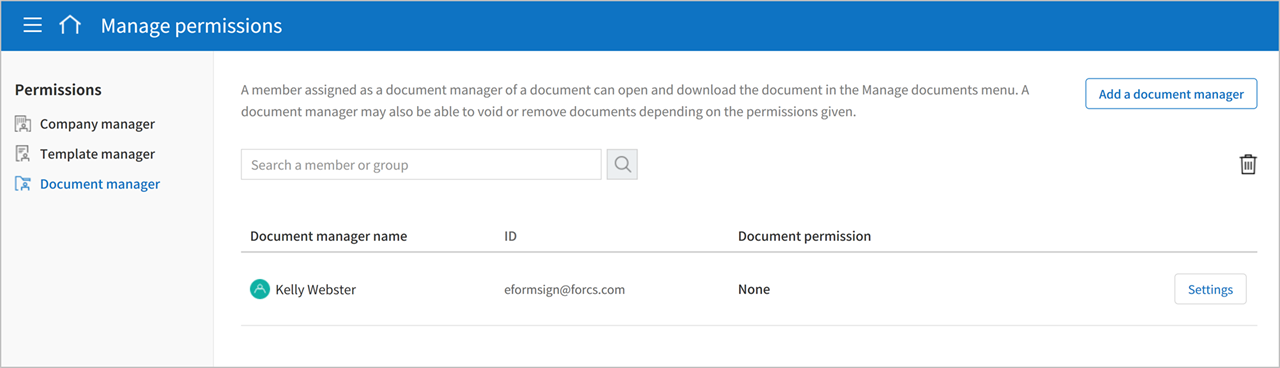 Manage permissions
Permissions
Company manager
Template manager
Document manager
A member assigned as a document manager of a document can open and download the document in the Manage documents menu. A
document manager may also be able to void or remove documents depending on the permissions given.
Add a document manager
Search a member or group
Document manager name ID Document permission
Kelly Webster eformsign@forcs.com None Settings